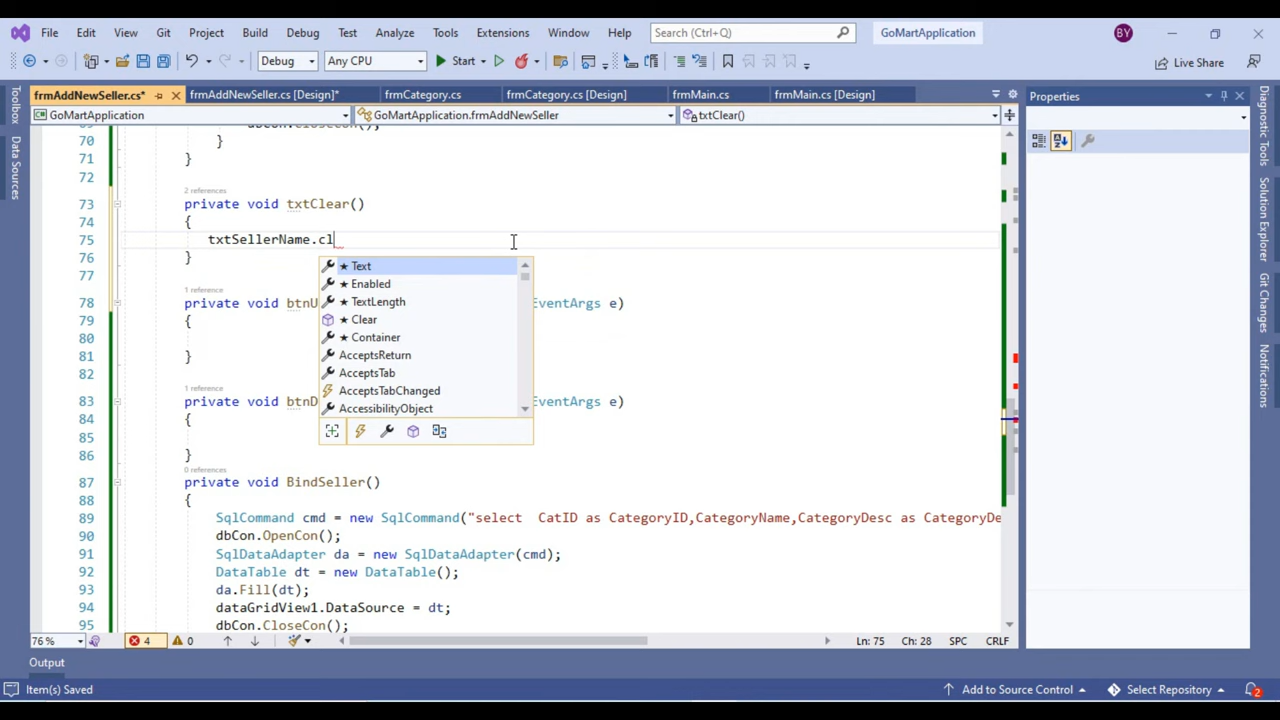 File Edit View Git Project Build Debug Test Analyze Tools Extensions Window Help Search (Ctrl+Q) GoMartApplication BY
Debug Any CPU Start Live Share
frmAddNewSeller.cs* frmAddNewSeller.cs [Design]* frmCategory.cs frmCategory.cs [Design] frmMain.cs frmMain.cs [Design] Properties
GoMartApplication GoMartApplication.frmAddNewSeller txtClear()
Toolbox
Data Sources
Diagnostic Tools
Solution Explorer
Git Changes
Notifications
69 dbCon.CloseCon();
70 }
71 }
72
2 references
73 private void txtClear()
74 {
75 txtSellerName.cl
76 }
77
1 reference
78 private void btnU EventArgs e)
79 {
80
81 }
82
1 reference
83 private void btnD EventArgs e)
84 {
85
86 }
0 references
87 private void BindSeller()
88 {
89 SqlCommand cmd = new SqlCommand("select  CatID as CategoryID,CategoryName,CategoryDesc as CategoryDe
90 dbCon.OpenCon();
91 SqlDataAdapter da = new SqlDataAdapter(cmd);
92 DataTable dt = new DataTable();
93 da.Fill(dt);
94 dataGridView1.DataSource = dt;
95 dbCon.CloseCon();
★ Text
★ Enabled
★ TextLength
★ Clear
★ Container
AcceptsReturn
AcceptsTab
AcceptsTabChanged
AccessibilityObject
76 % 4 0 Ln: 75 Ch: 28 SPC CRLF
Output
Item(s) Saved Add to Source Control Select Repository 2